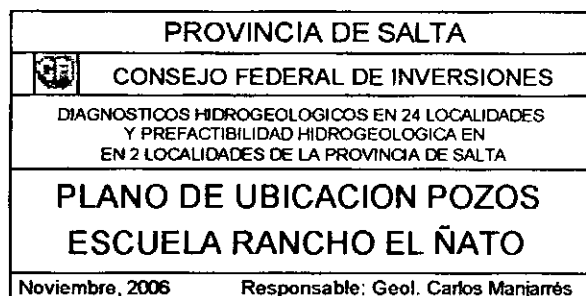 PROVINCIA DE SALTA
CFI CONSEJO FEDERAL DE INVERSIONES
DIAGNOSTICOS HIDROGEOLOGICOS EN 24 LOCALIDADES
Y PREFACTIBILIDAD HIDROGEOLOGICA EN
EN 2 LOCALIDADES DE LA PROVINCIA DE SALTA
PLANO DE UBICACION POZOS
ESCUELA RANCHO EL ÑATO
Noviembre, 2006 Responsable: Geol. Carlos Manjarrés